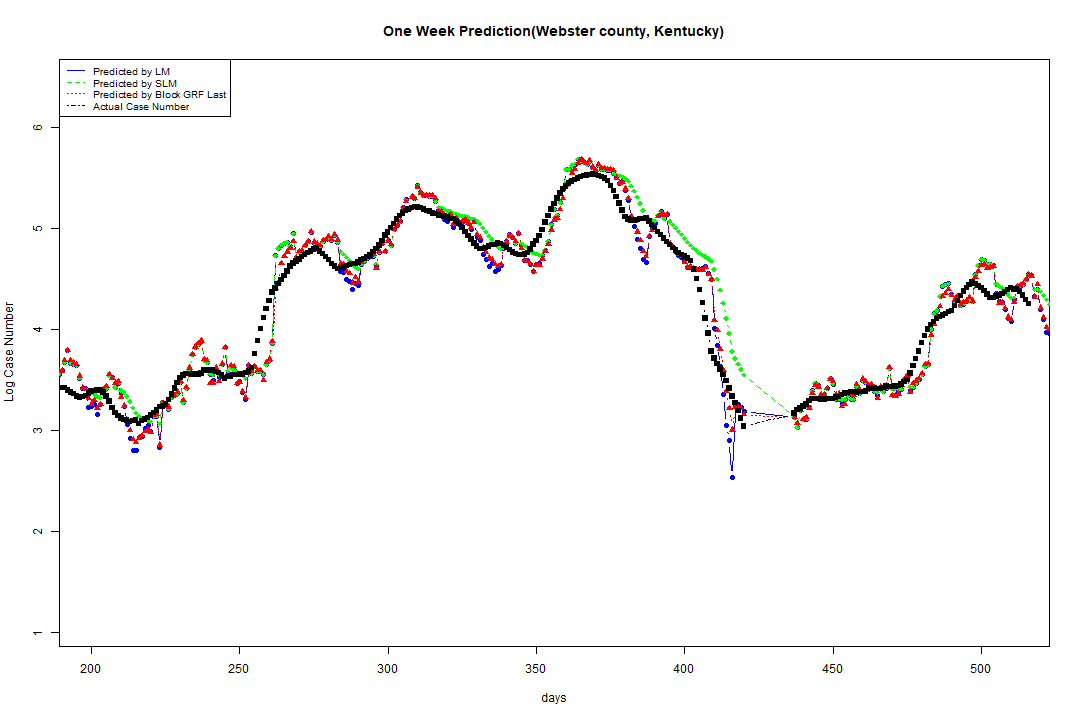 One Week Prediction(Webster county, Kentucky)
Predicted by LM
Predicted by SLM
Predicted by Block GRF Last
Actual Case Number
Log Case Number
6
5
4
3
2
1
200 250 300 350 400 450 500
days